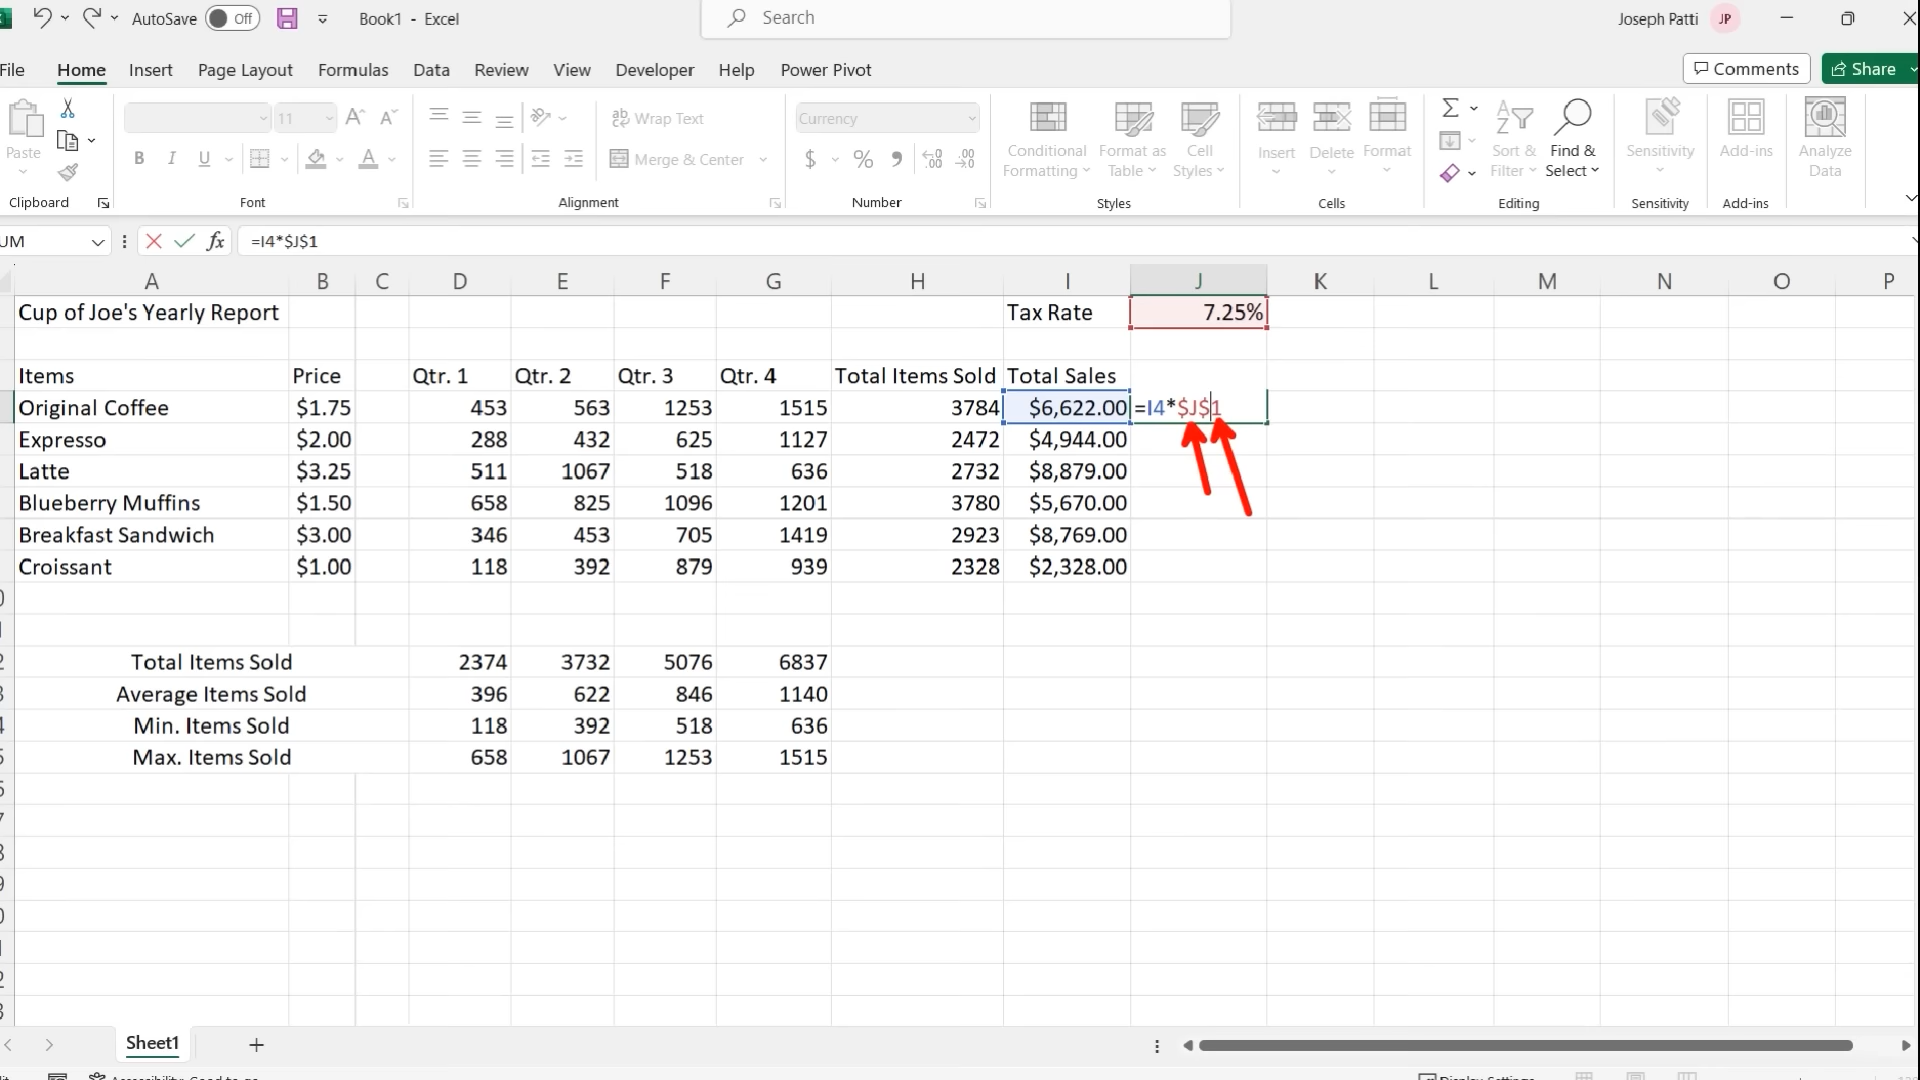 AutoSave Off Book1 - Excel Search Joseph Patti JP
File Home Insert Page Layout Formulas Data Review View Developer Help Power Pivot Comments Share
Paste 11 Wrap Text Currency Conditional Formatting Format as Table Cell Styles Insert Delete Format Sort & Filter Find & Select Sensitivity Add-ins Analyze Data
B I U Merge & Center $ %
Clipboard Font Alignment Number Styles Cells Editing Sensitivity Add-ins
UM fx =I4*$J$1
A B C D E F G H I J K L M N O P
Cup of Joe's Yearly Report Tax Rate 7.25%
Items Price Qtr. 1 Qtr. 2 Qtr. 3 Qtr. 4 Total Items Sold Total Sales
Original Coffee $1.75 453 563 1253 1515 3784 $6,622.00 =I4*$J$1
Expresso $2.00 288 432 625 1127 2472 $4,944.00
Latte $3.25 511 1067 518 636 2732 $8,879.00
Blueberry Muffins $1.50 658 825 1096 1201 3780 $5,670.00
Breakfast Sandwich $3.00 346 453 705 1419 2923 $8,769.00
Croissant $1.00 118 392 879 939 2328 $2,328.00
Total Items Sold 2374 3732 5076 6837
Average Items Sold 396 622 846 1140
Min. Items Sold 118 392 518 636
Max. Items Sold 658 1067 1253 1515
Sheet1
Accessibility: Good to go Display Settings